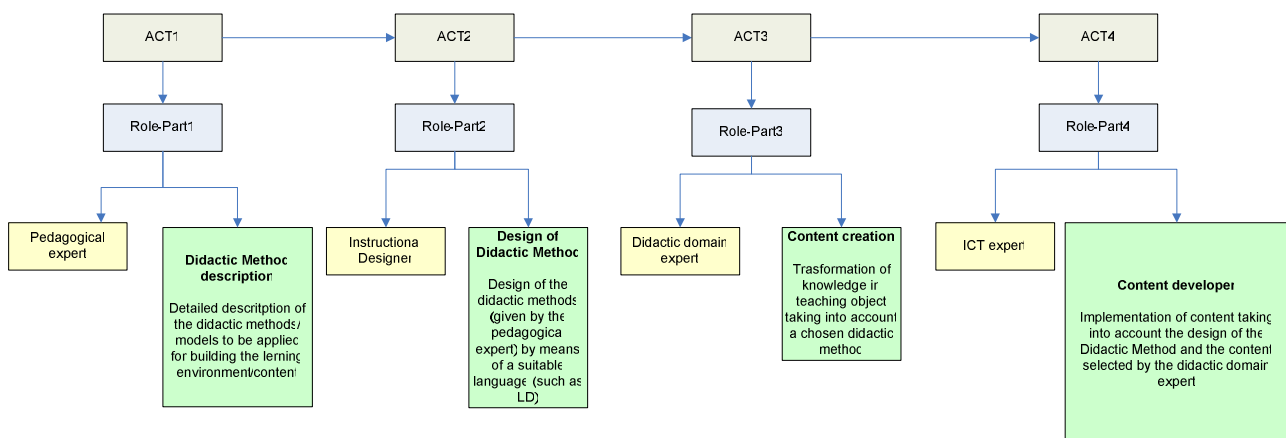 ACT1
ACT2
ACT3
ACT4
Role-Part1
Role-Part2
Role-Part3
Role-Part4
Pedagogical
expert
Didactic Method
description
Detailed descritption of
the didactic methods/
models to be applied
for building the lerning
environment/content
Instructiona
Designer
Design of
Didactic Method
Design of the
didactic methods
(given by the
pedagogica
expert) by means
of a suitable
language (such as
LD)
Didactic domain
expert
Content creation
Trasformation of
knowledge in
teaching object
taking into account
a chosen didactic
method
ICT expert
Content developer
Implementation of content taking
into account the design of the
Didactic Method and the content
selected by the didactic domain
expert